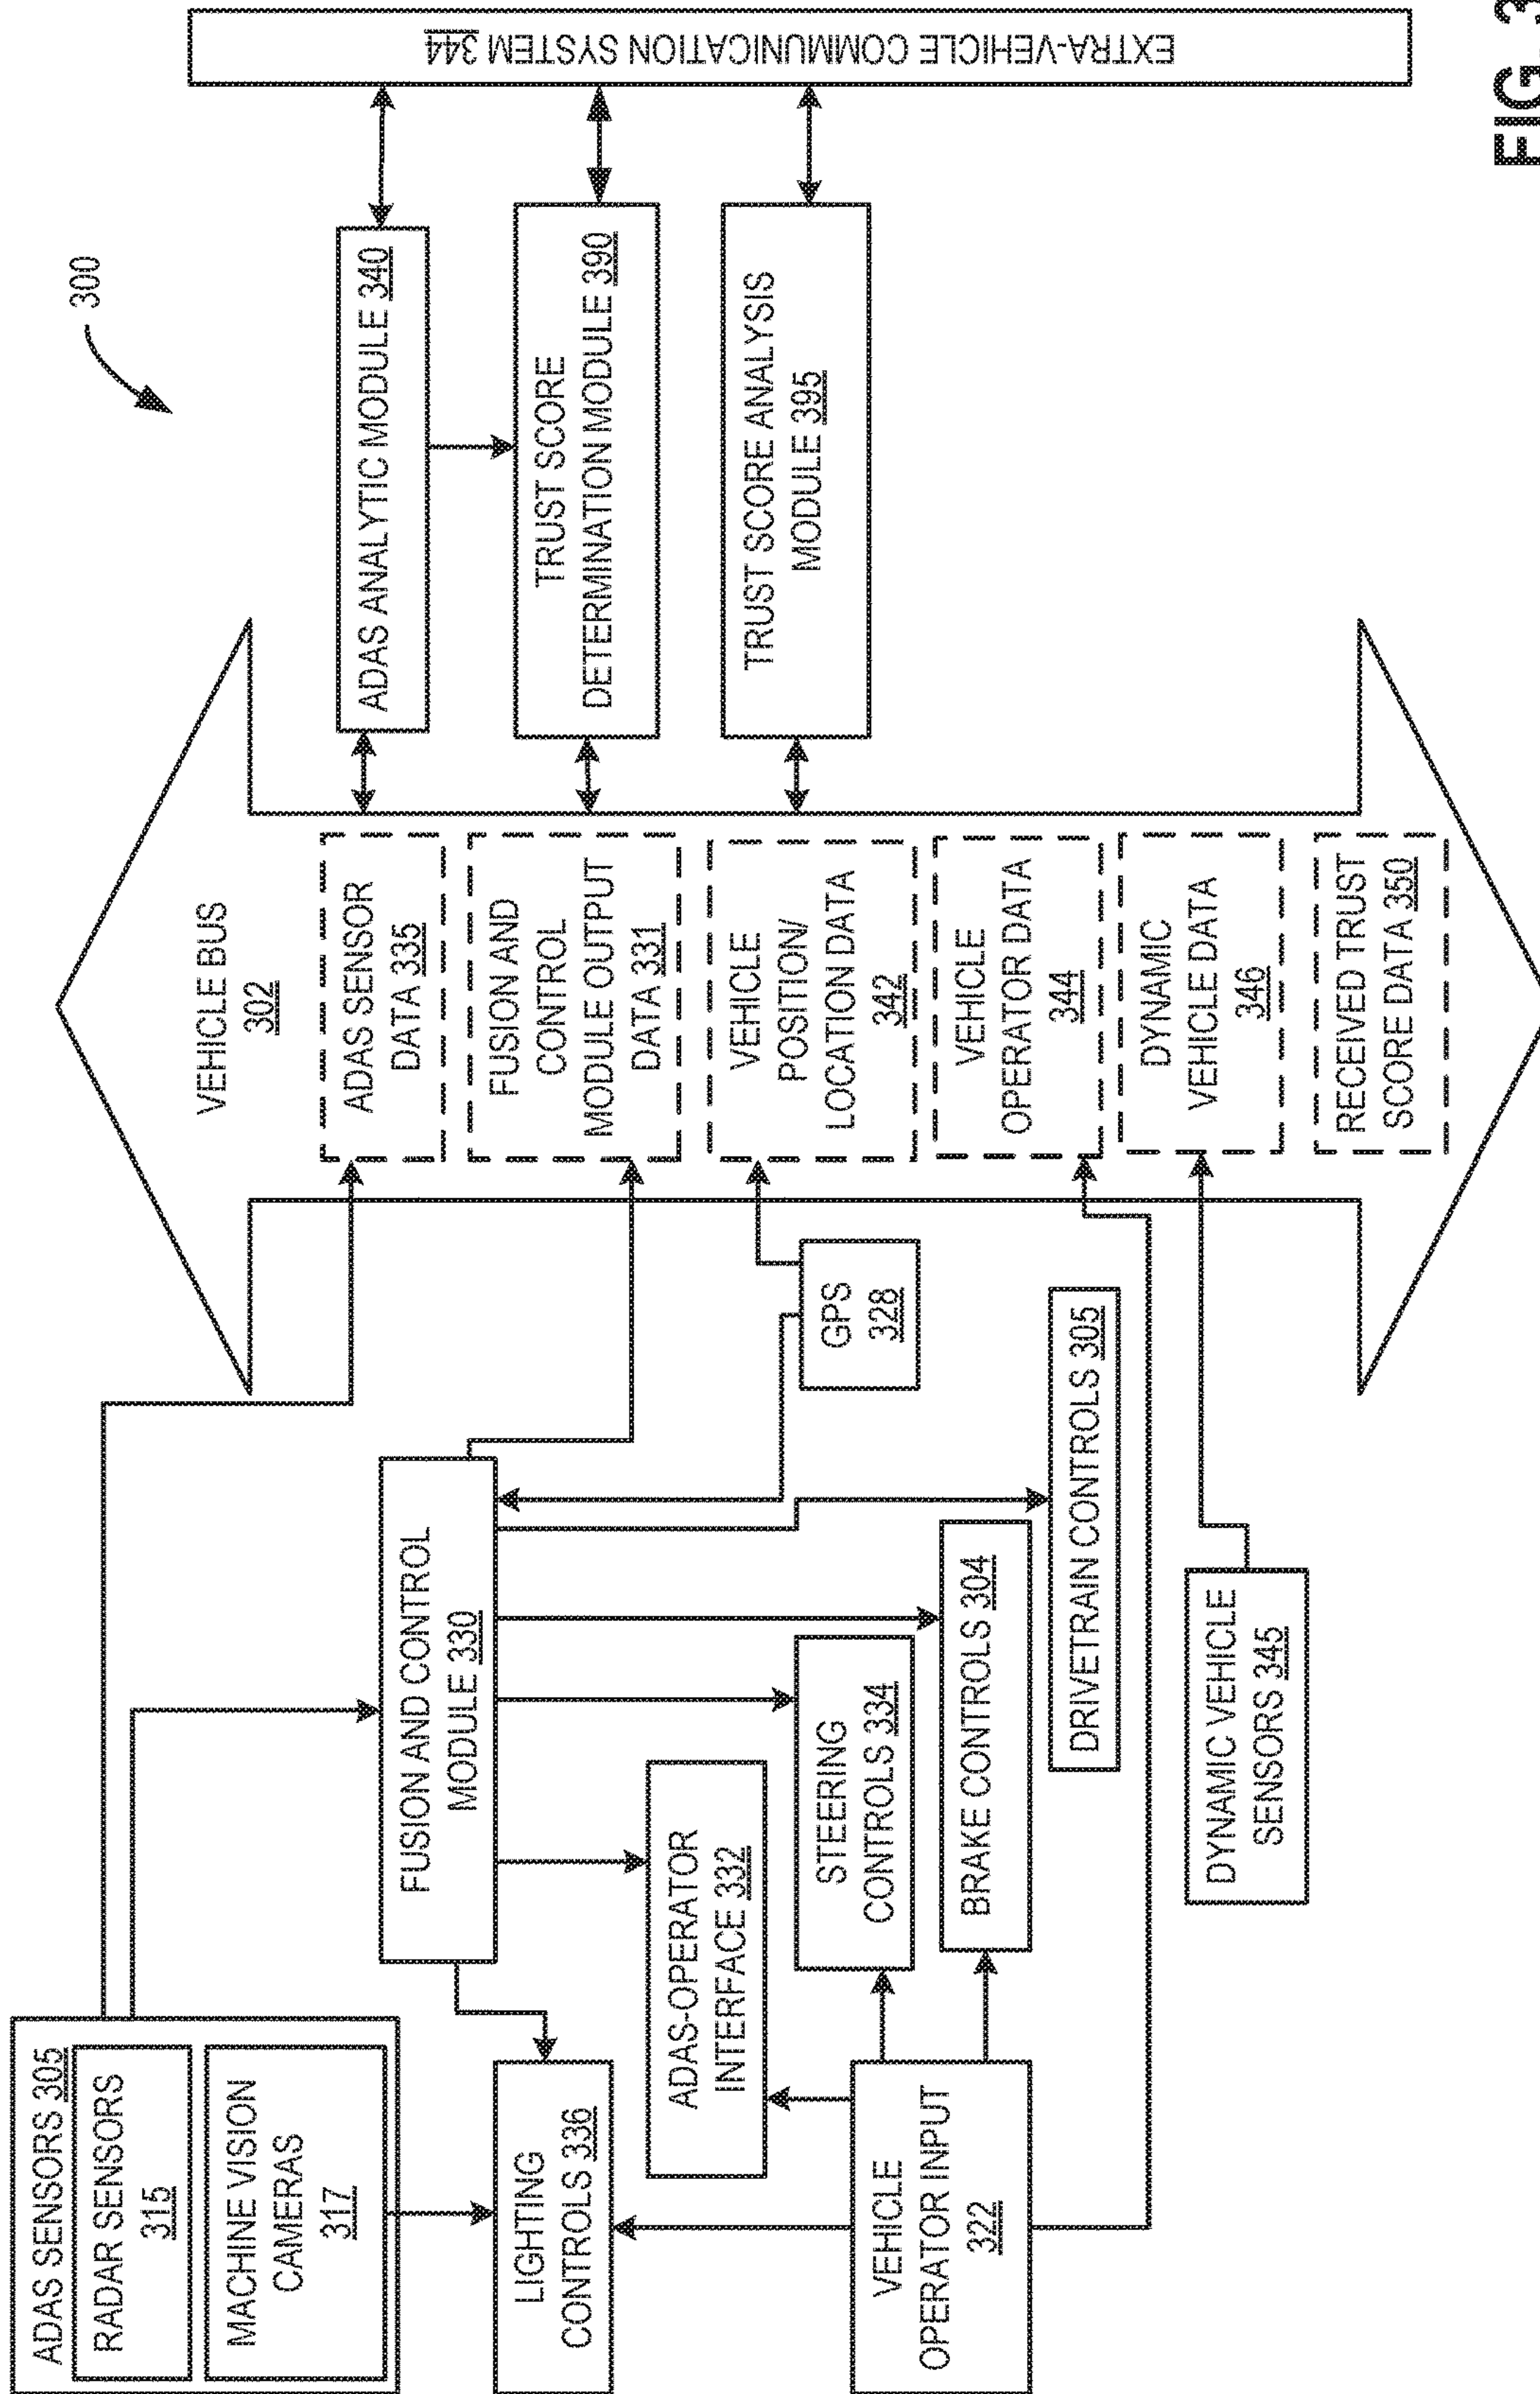 300
ADAS SENSORS 305
RADAR SENSORS
315
MACHINE VISION
CAMERAS
317
LIGHTING
CONTROLS 336
FUSION AND CONTROL
MODULE 330
ADAS-OPERATOR
INTERFACE 332
STEERING
CONTROLS 334
BRAKE CONTROLS 304
DRIVETRAIN CONTROLS 305
VEHICLE
OPERATOR INPUT
322
DYNAMIC VEHICLE
SENSORS 345
GPS
328
VEHICLE BUS
302
ADAS SENSOR
DATA 335
FUSION AND
CONTROL
MODULE OUTPUT
DATA 331
VEHICLE
POSITION/
LOCATION DATA
342
VEHICLE
OPERATOR DATA
344
DYNAMIC
VEHICLE DATA
346
RECEIVED TRUST
SCORE DATA 350
ADAS ANALYTIC MODULE 340
TRUST SCORE
DETERMINATION MODULE 390
TRUST SCORE ANALYSIS
MODULE 395
EXTRA-VEHICLE COMMUNICATION SYSTEM 344
FIG. 3